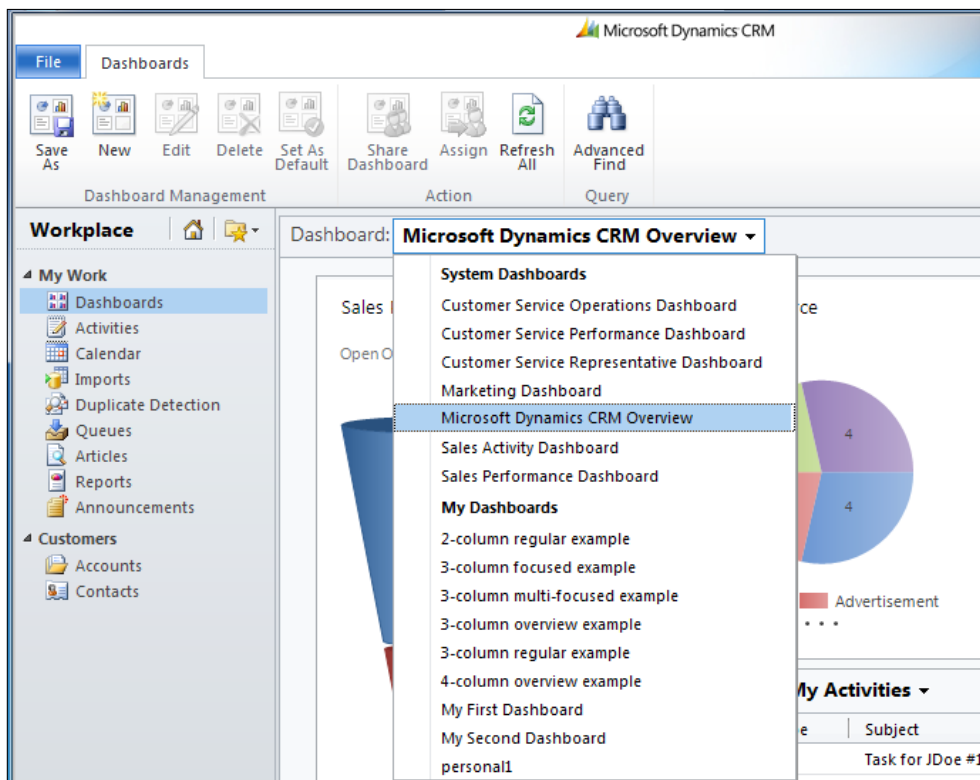 Microsoft Dynamics CRM
File
Dashboards
Save As
New
Edit
Delete
Set As Default
Share Dashboard
Assign
Refresh All
Advanced Find
Dashboard Management
Action
Query
Workplace
Dashboard: Microsoft Dynamics CRM Overview
My Work
Dashboards
Activities
Calendar
Imports
Duplicate Detection
Queues
Articles
Reports
Announcements
Customers
Accounts
Contacts
System Dashboards
Customer Service Operations Dashboard
Customer Service Performance Dashboard
Customer Service Representative Dashboard
Marketing Dashboard
Microsoft Dynamics CRM Overview
Sales Activity Dashboard
Sales Performance Dashboard
My Dashboards
2-column regular example
3-column focused example
3-column multi-focused example
3-column overview example
3-column regular example
4-column overview example
My First Dashboard
My Second Dashboard
personal1
Sales
Open O
ce
4
4
Advertisement
My Activities
e
Subject
Task for JDoe #1